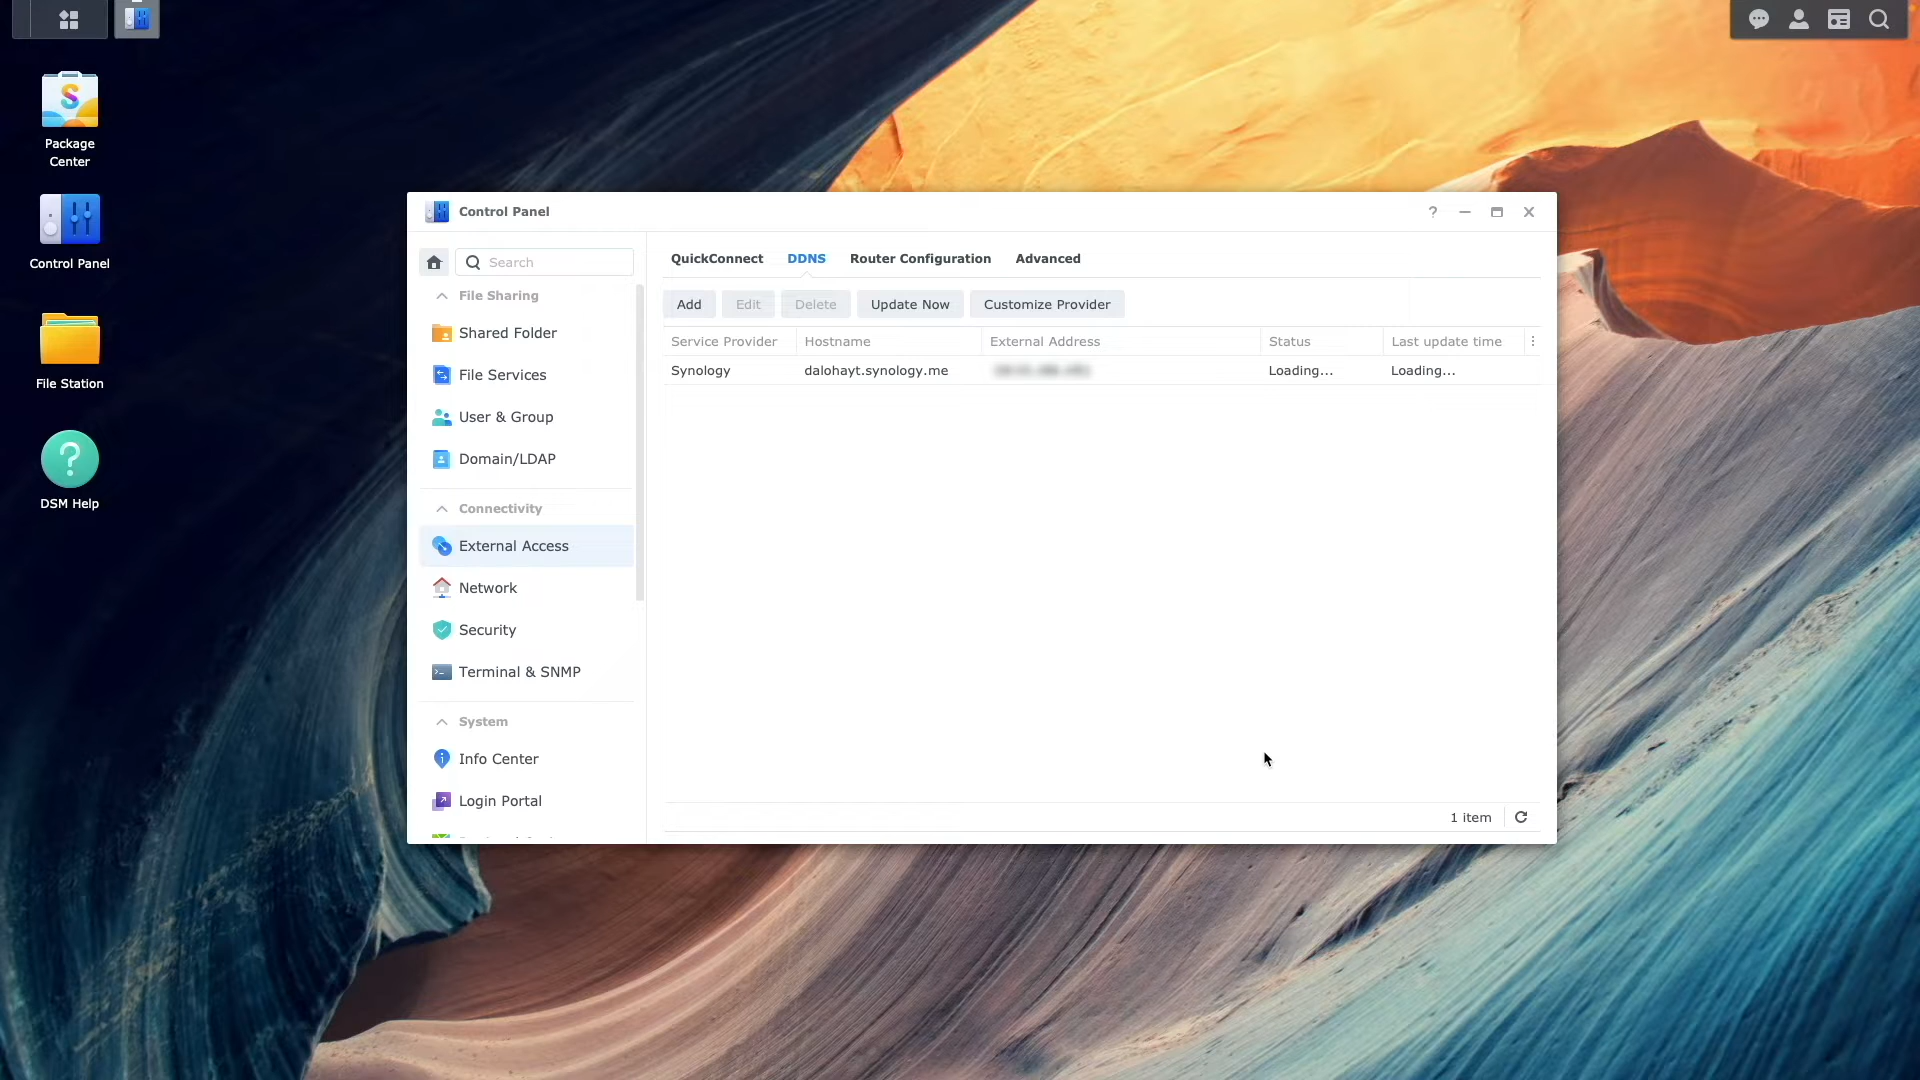 Package
Center
Control Panel
File Station
DSM Help
Control Panel
Search
File Sharing
Shared Folder
File Services
User & Group
Domain/LDAP
Connectivity
External Access
Network
Security
Terminal & SNMP
System
Info Center
Login Portal
QuickConnect DDNS Router Configuration Advanced
Add Edit Delete Update Now Customize Provider
Service Provider Hostname External Address Status Last update time
Synology dalohayt.synology.me Loading... Loading...
1 item